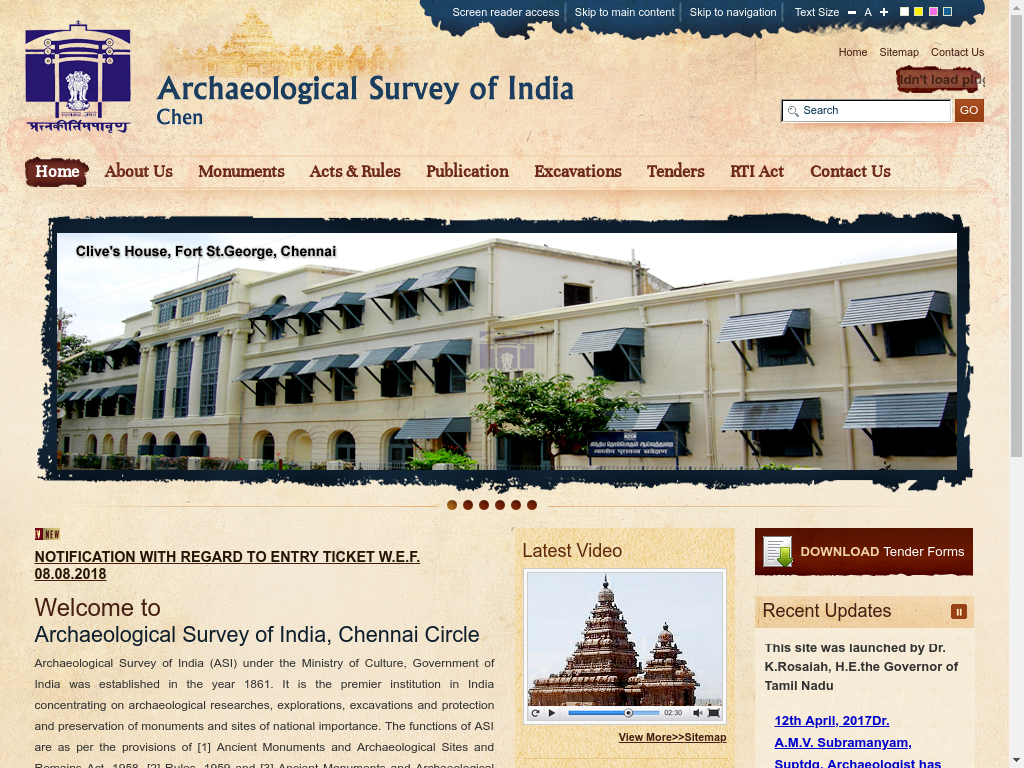 Screen reader access
Skip to main content
Skip to navigation
Text Size
A
Home
Sitemap
Contact Us
Archaeological Survey of India
Chen
Search
GO
Home
About Us
Monuments
Acts & Rules
Publication
Excavations
Tenders
RTI Act
Contact Us
Clive's House, Fort St.George, Chennai
NEW
NOTIFICATION WITH REGARD TO ENTRY TICKET W.E.F.
08.08.2018
Welcome to
Archaeological Survey of India, Chennai Circle
Archaeological Survey of India (ASI) under the Ministry of Culture, Government of
India was established in the year 1861. It is the premier institution in India
concentrating on archaeological researches, explorations, excavations and protection
and preservation of monuments and sites of national importance. The functions of ASI
are as per the provisions of [1] Ancient Monuments and Archaeological Sites and
Remains Act, 1958, [2] Rules, 1959 and [3] Ancient Monuments and Archaeological
Latest Video
02:30
View More>>Sitemap
DOWNLOAD Tender Forms
Recent Updates
This site was launched by Dr.
K.Rosaiah, H.E.the Governor of
Tamil Nadu
12th April, 2017Dr.
A.M.V. Subramanyam,
Suptdg. Archaeologist has